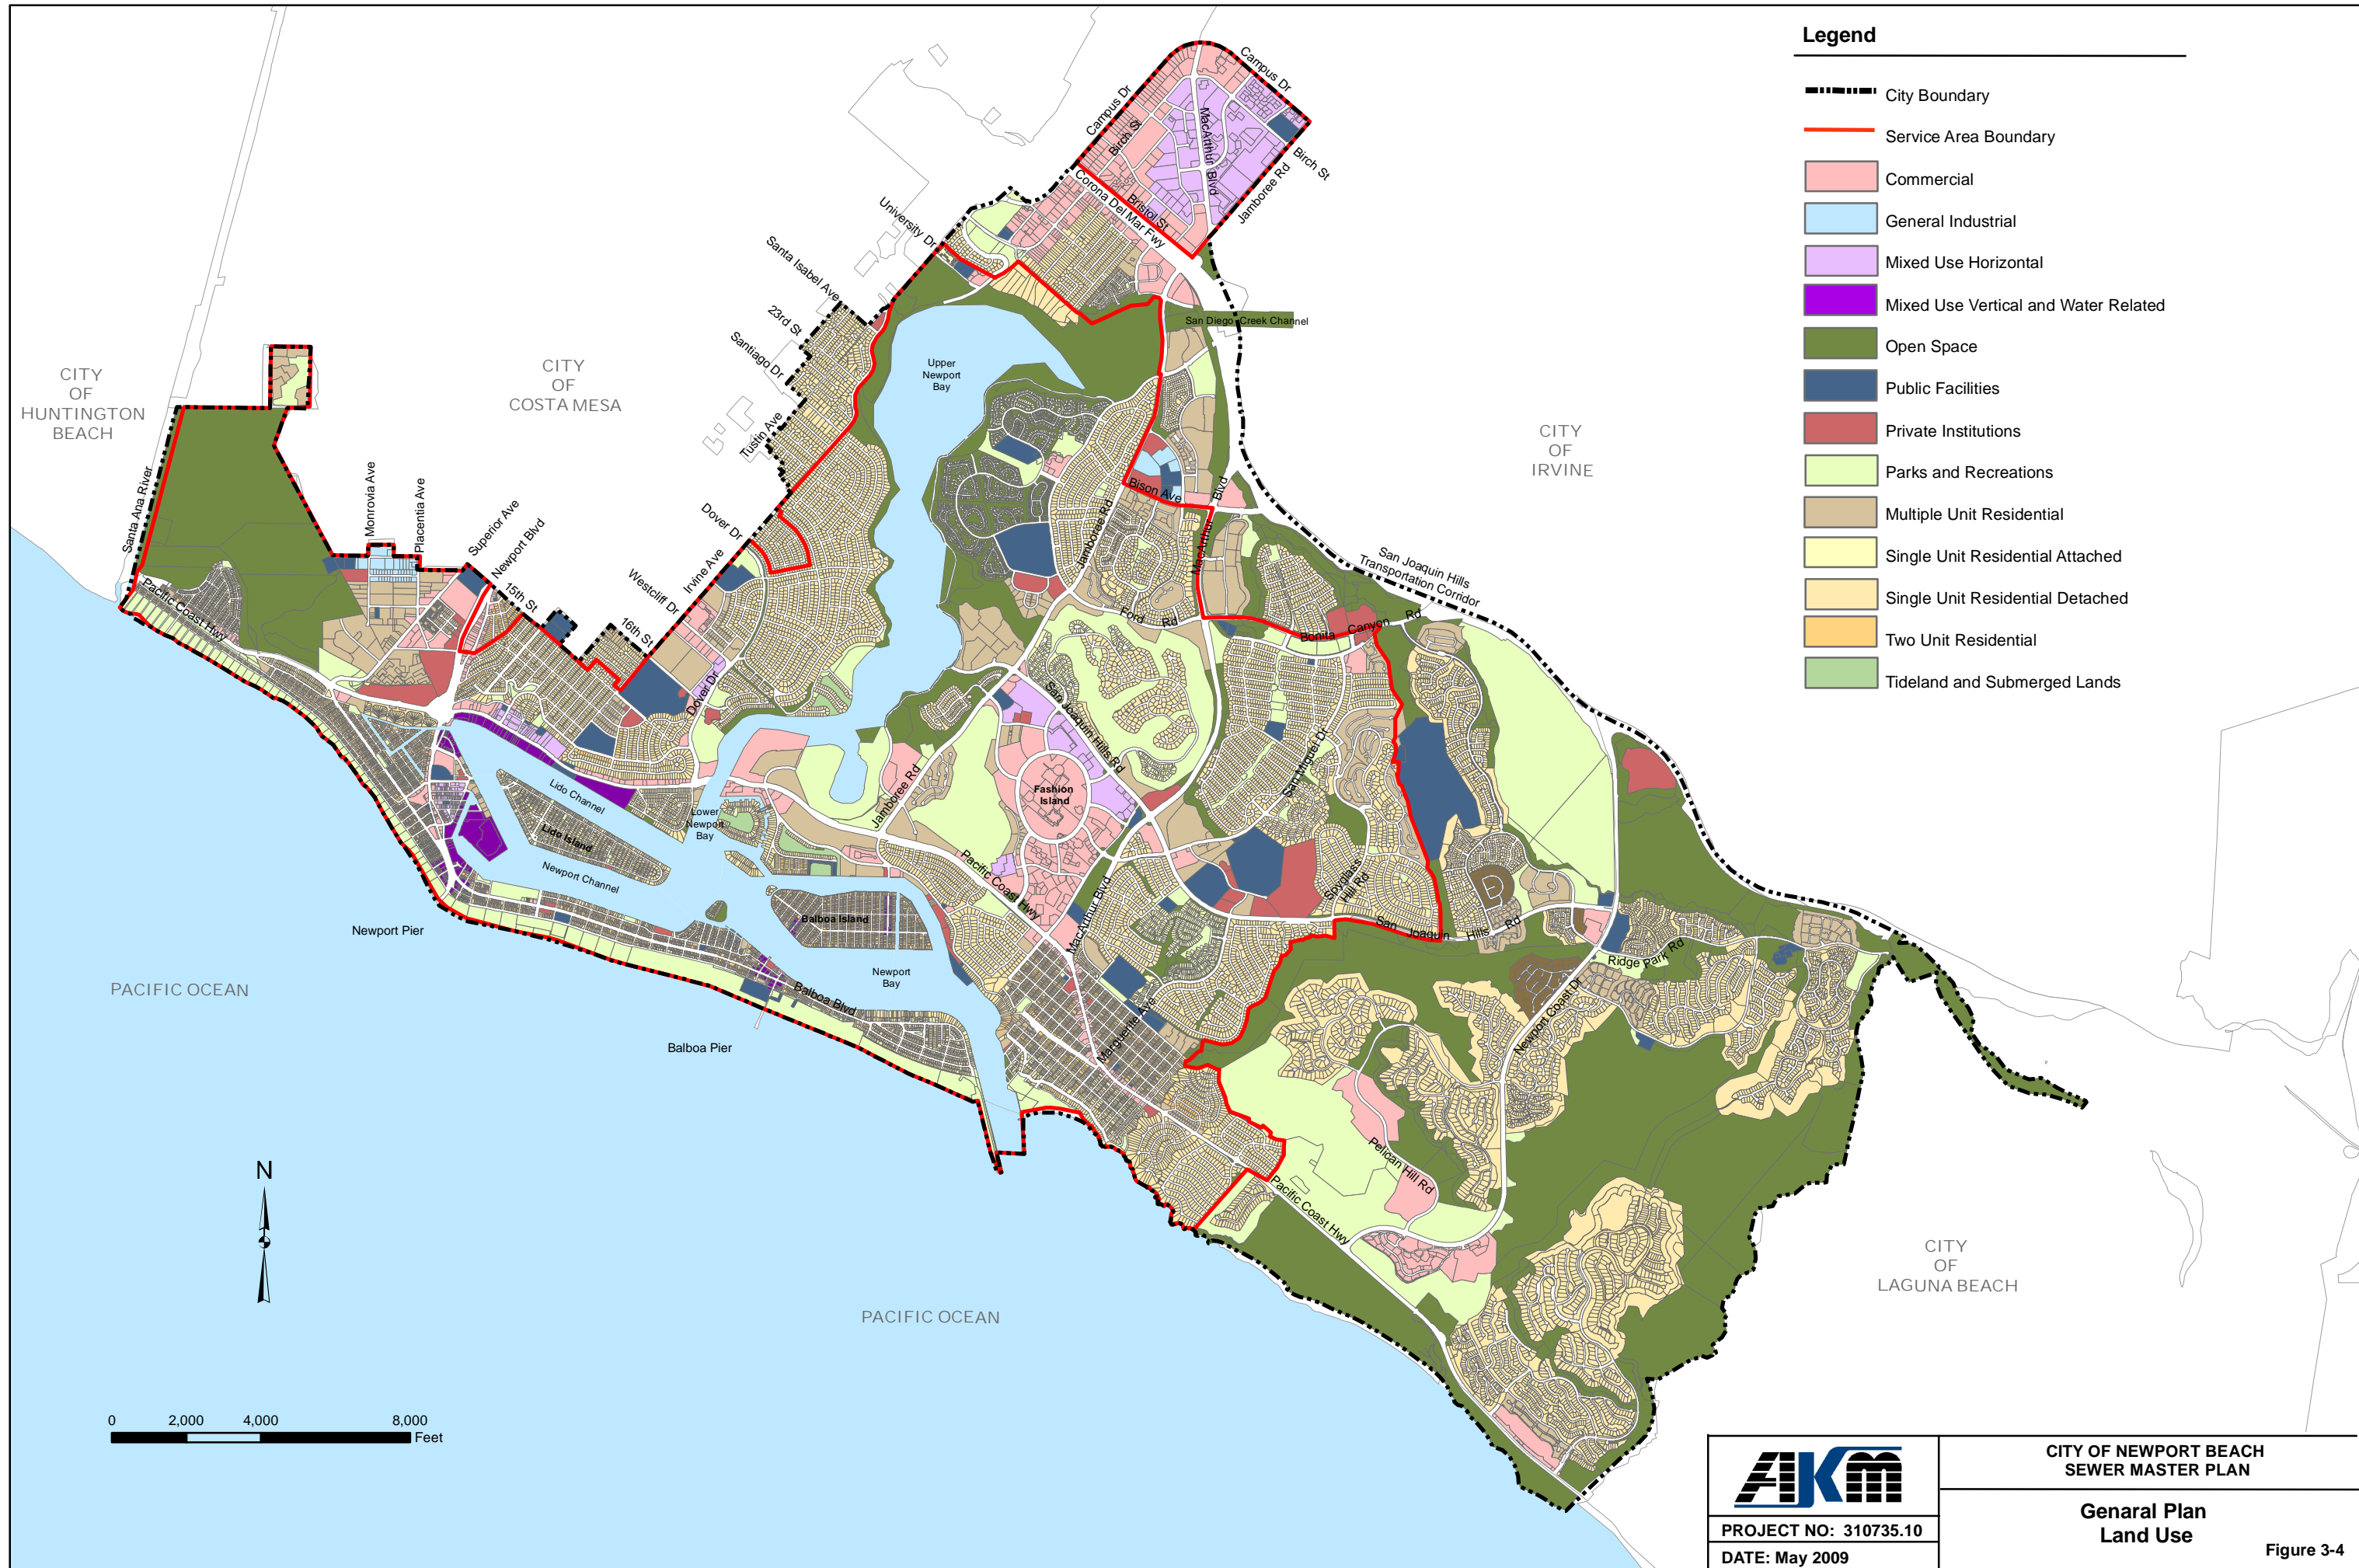 Legend
City Boundary
Service Area Boundary
Commercial
General Industrial
Mixed Use Horizontal
Mixed Use Vertical and Water Related
Open Space
Public Facilities
Private Institutions
Parks and Recreations
Multiple Unit Residential
Single Unit Residential Attached
Single Unit Residential Detached
Two Unit Residential
Tideland and Submerged Lands
Campus Dr
Campus Dr
Birch St
MacArthur Blvd
Birch St
Jamboree Rd
Corona Del Mar Fwy
Bristol St
University Dr
Santa Isabel Ave
23rd St
Santiago Dr
Tustin Ave
San Diego Creek Channel
Upper
Newport
Bay
CITY
OF
HUNTINGTON
BEACH
CITY
OF
COSTA MESA
CITY
OF
IRVINE
Santa Ana River
Monrovia Ave
Placentia Ave
Superior Ave
Newport Blvd
15th St
Dover Dr
Irvine Ave
Westcliff Dr
16th St
Dover Dr
Bison Ave
MacArthur Blvd
Jamboree Rd
Ford Rd
San Joaquin Hills
Transportation Corridor
Bonita Canyon Rd
Pacific Coast Hwy
San Joaquin Hills Rd
San Miguel Dr
Jamboree Rd
Fashion
Island
Lido Channel
Lido Island
Lower
Newport
Bay
Newport Channel
Pacific Coast Hwy
MacArthur Blvd
Spyglass
Hill Rd
San Joaquin Hills Rd
Balboa Island
Newport Pier
Newport
Bay
Balboa Blvd
Balboa Pier
Marguerite Ave
Ridge Park Rd
Newport Coast Dr
Pelican Hill Rd
Pacific Coast Hwy
PACIFIC OCEAN
PACIFIC OCEAN
CITY
OF
LAGUNA BEACH
N
0 2,000 4,000 8,000
Feet
AKM
PROJECT NO: 310735.10
DATE: May 2009
CITY OF NEWPORT BEACH
SEWER MASTER PLAN
Genaral Plan
Land Use
Figure 3-4